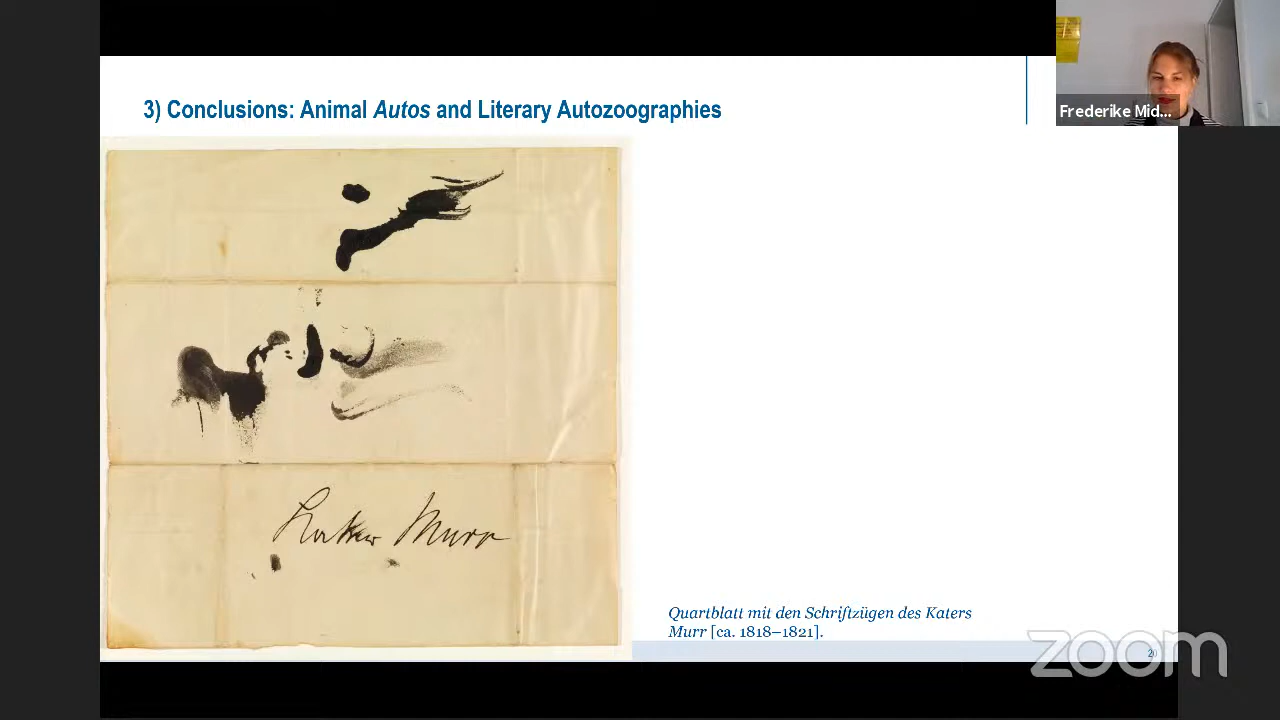 3) Conclusions: Animal Autos and Literary Autozoographies
Frederike Mid...
Kater Murr
Quartblatt mit den Schriftzügen des Katers
Murr [ca. 1818–1821].
20
zoom